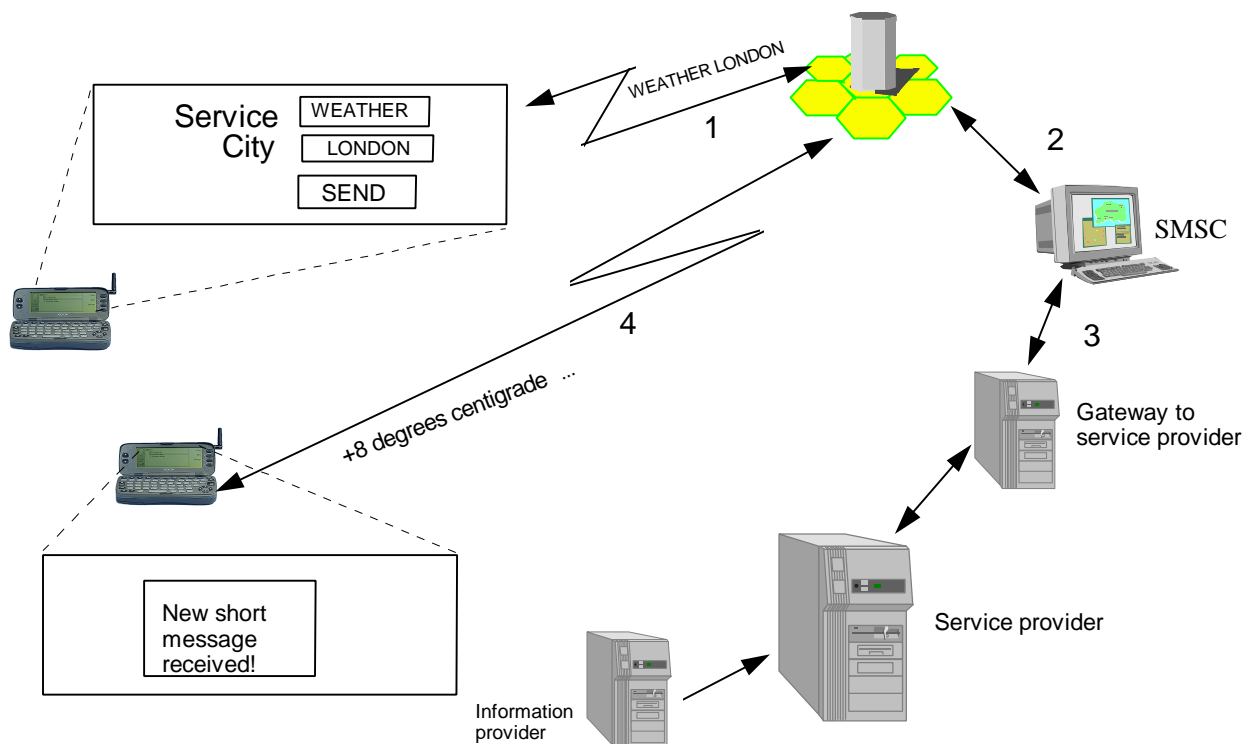 WEATHER LONDON
1
2
Service
City
WEATHER
LONDON
SEND
SMSC
4
3
+8 degrees centigrade ...
Gateway to
service provider
New short
message
received!
Service provider
Information
provider